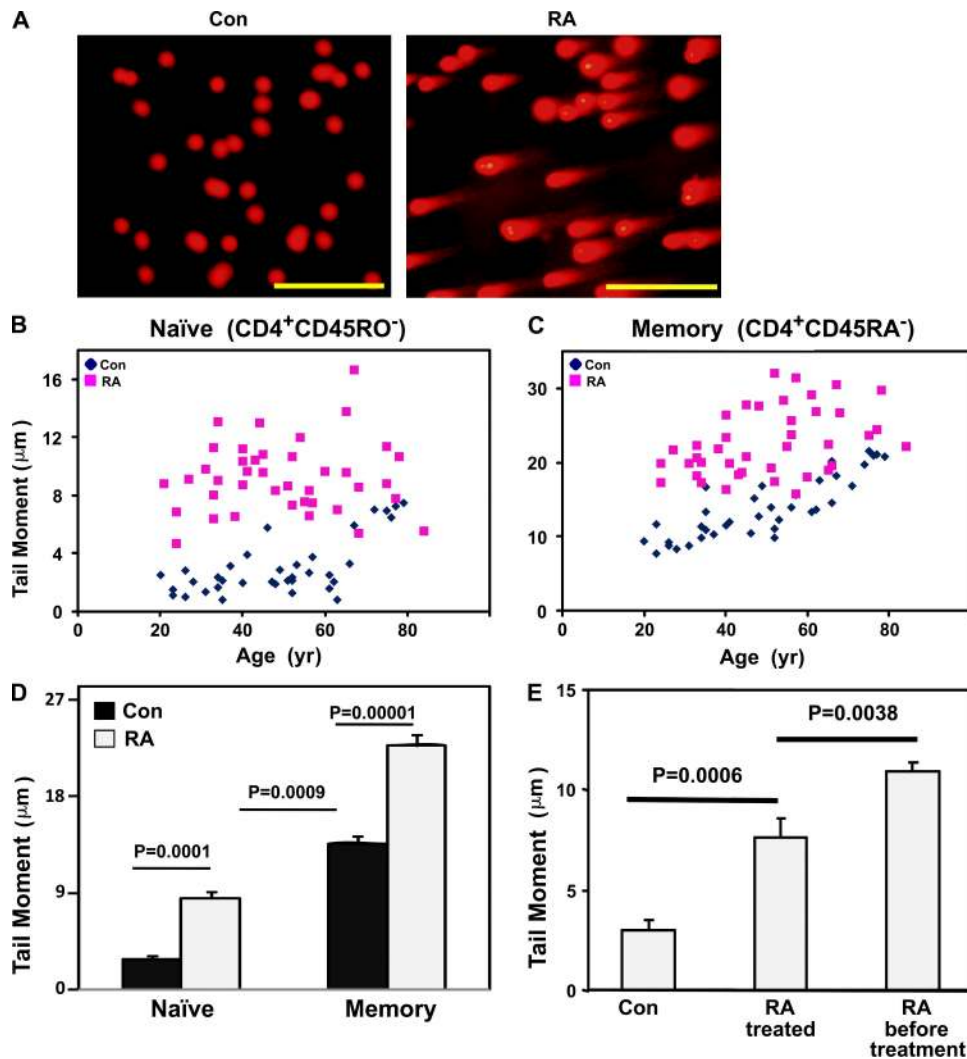 A
Con
RA
B
Naïve (CD4⁺CD45RO⁻)
Con
RA
16
12
8
4
0
Tail Moment (μm)
0 20 40 60 80
Age (yr)
C
Memory (CD4⁺CD45RA⁻)
Con
RA
30
20
10
0
0 20 40 60 80
Age (yr)
D
Con
RA
27
18
9
0
Tail Moment (μm)
P=0.0001
P=0.0009
P=0.00001
Naïve
Memory
E
15
10
5
0
Tail Moment (μm)
P=0.0006
P=0.0038
Con
RA
treated
RA
before
treatment